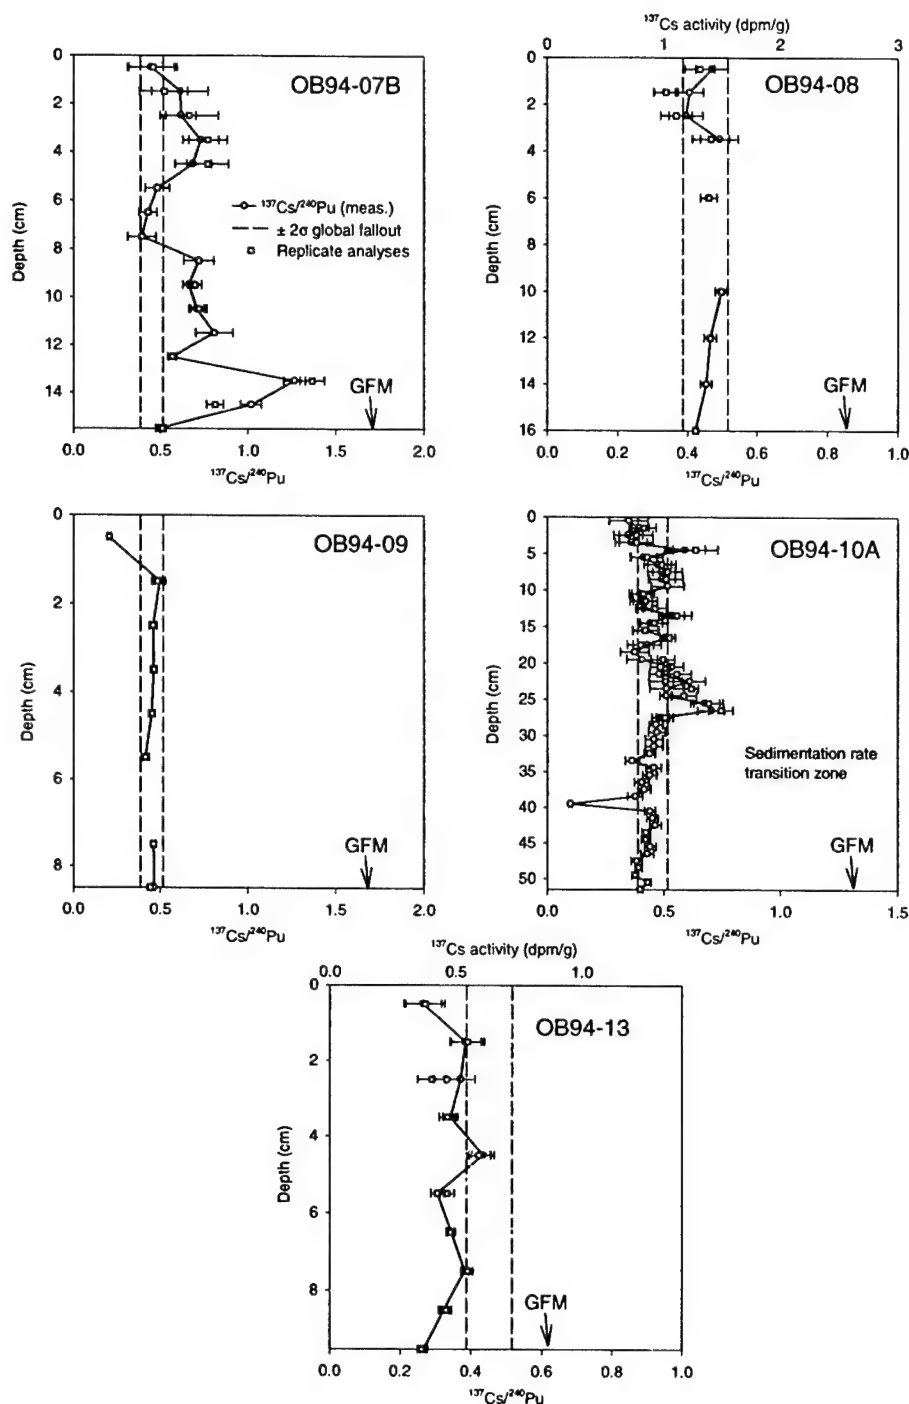 OB94-07B
0
2
4
6
8
10
12
14
Depth (cm)
¹³⁷Cs/²⁴⁰Pu (meas.)
± 2σ global fallout
Replicate analyses
GFM
0.0 0.5 1.0 1.5 2.0
¹³⁷Cs/²⁴⁰Pu
¹³⁷Cs activity (dpm/g)
0 1 2 3
OB94-08
0
2
4
6
8
10
12
14
16
Depth (cm)
GFM
0.0 0.2 0.4 0.6 0.8 1.0
¹³⁷Cs/²⁴⁰Pu
OB94-09
0
2
4
6
8
Depth (cm)
GFM
0.0 0.5 1.0 1.5 2.0
¹³⁷Cs/²⁴⁰Pu
OB94-10A
0
5
10
15
20
25
30
35
40
45
50
Depth (cm)
Sedimentation rate
transition zone
GFM
0.0 0.5 1.0 1.5
¹³⁷Cs/²⁴⁰Pu
¹³⁷Cs activity (dpm/g)
0.0 0.5 1.0
OB94-13
0
2
4
6
8
Depth (cm)
GFM
0.0 0.2 0.4 0.6 0.8 1.0
¹³⁷Cs/²⁴⁰Pu